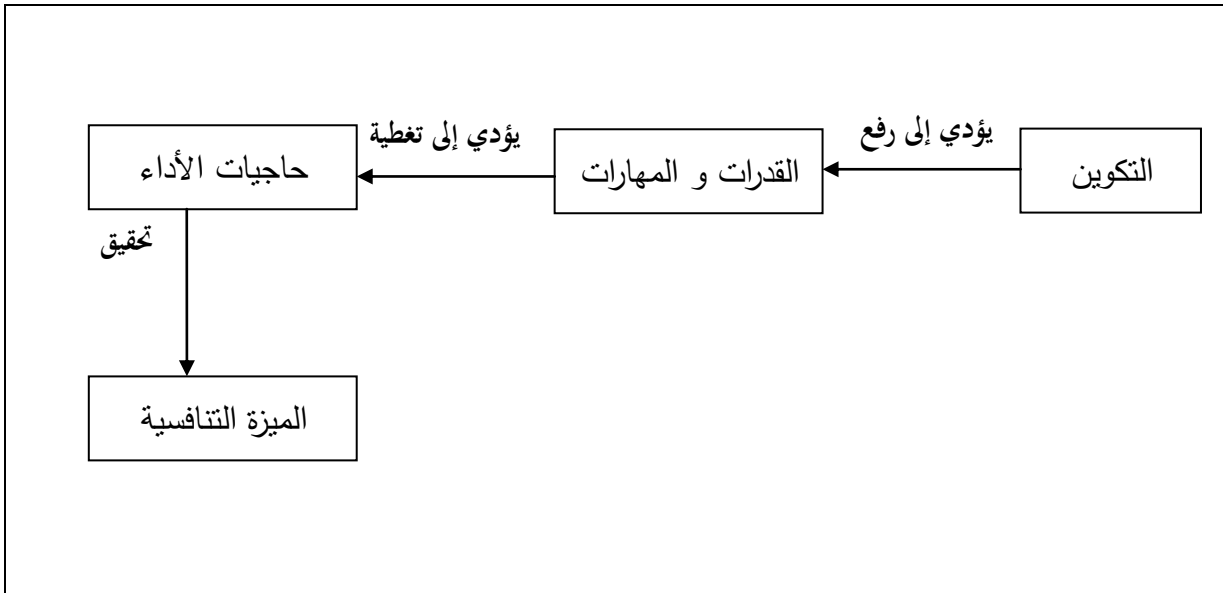 التكوين
يؤدي إلى رفع
القدرات و المهارات
يؤدي إلى تغطية
حاجيات الأداء
تحقيق
الميزة التنافسية